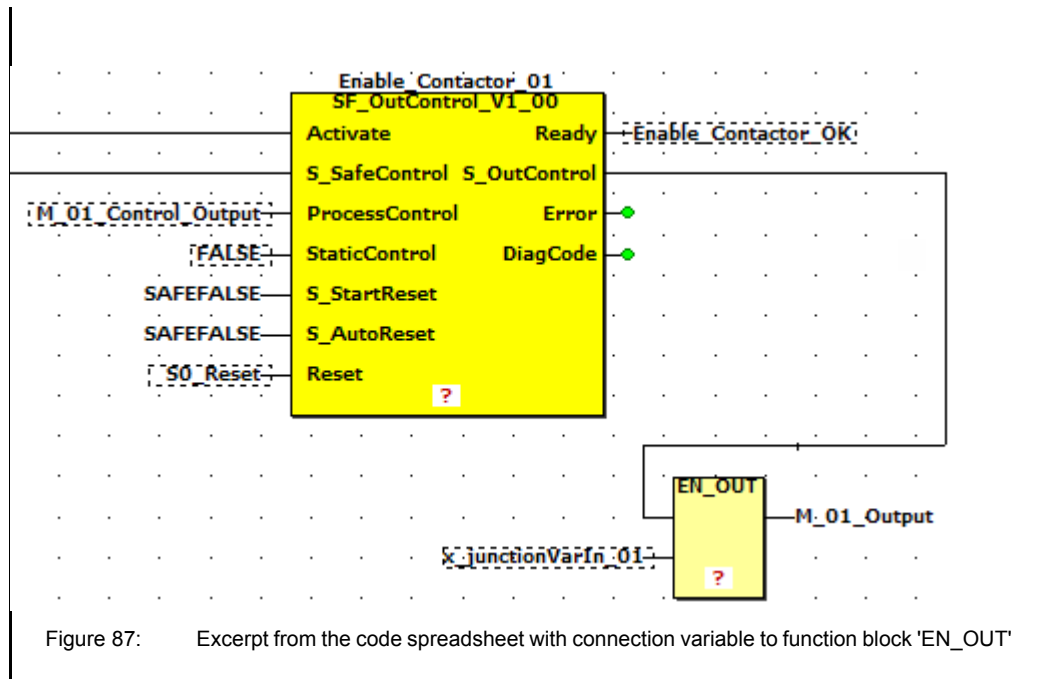 Enable_Contactor_01
SF_OutControl_V1_00
Activate Ready Enable_Contactor_OK
S_SafeControl S_OutControl
M_01_Control_Output ProcessControl Error
FALSE StaticControl DiagCode
SAFEFALSE S_StartReset
SAFEFALSE S_AutoReset
S0_Reset Reset
?
EN_OUT
M_01_Output
x_junctionVarIn_01
?
Figure 87: Excerpt from the code spreadsheet with connection variable to function block 'EN_OUT'